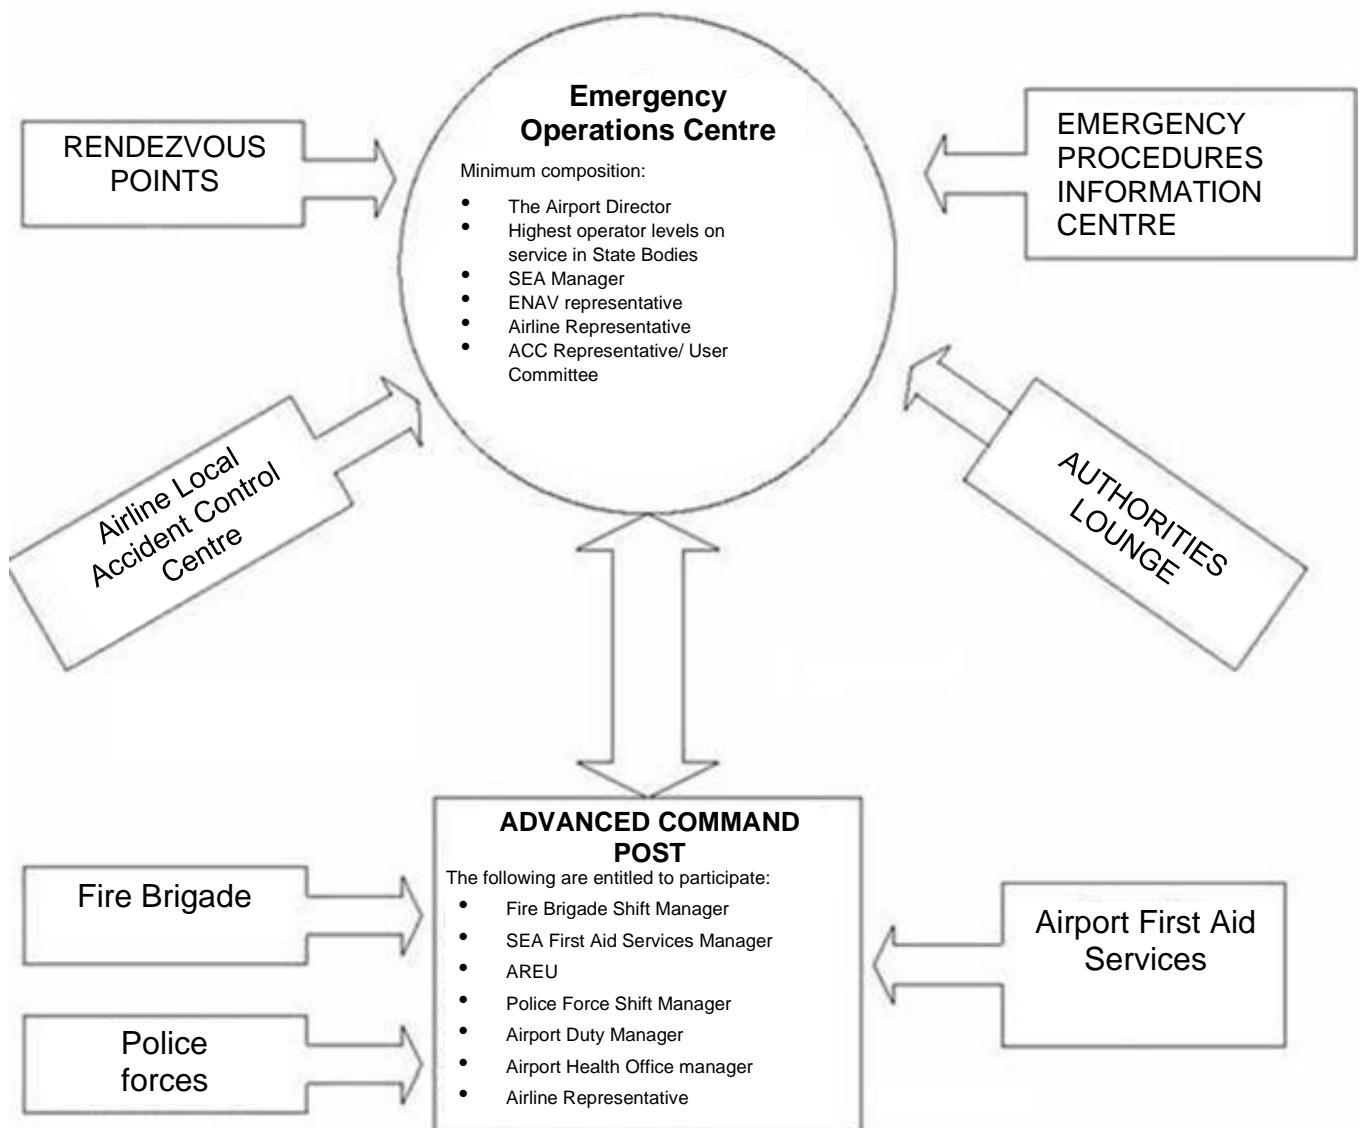 Emergency
Operations Centre
Minimum composition:
• The Airport Director
• Highest operator levels on
service in State Bodies
• SEA Manager
• ENAV representative
• Airline Representative
• ACC Representative/ User
Committee
RENDEZVOUS
POINTS
EMERGENCY
PROCEDURES
INFORMATION
CENTRE
Airline Local
Accident Control
Centre
AUTHORITIES
LOUNGE
ADVANCED COMMAND
POST
The following are entitled to participate:
• Fire Brigade Shift Manager
• SEA First Aid Services Manager
• AREU
• Police Force Shift Manager
• Airport Duty Manager
• Airport Health Office manager
• Airline Representative
Fire Brigade
Police
forces
Airport First Aid
Services